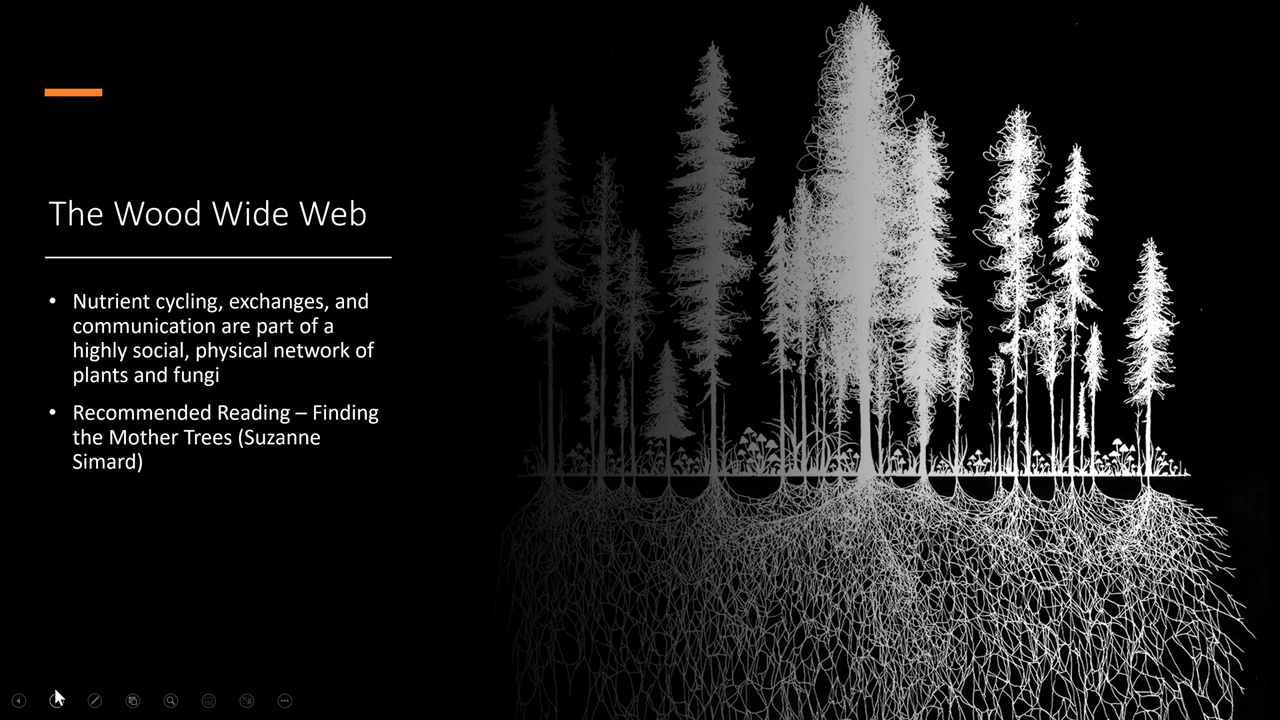 The Wood Wide Web
• Nutrient cycling, exchanges, and
communication are part of a
highly social, physical network of
plants and fungi
• Recommended Reading – Finding
the Mother Trees (Suzanne
Simard)